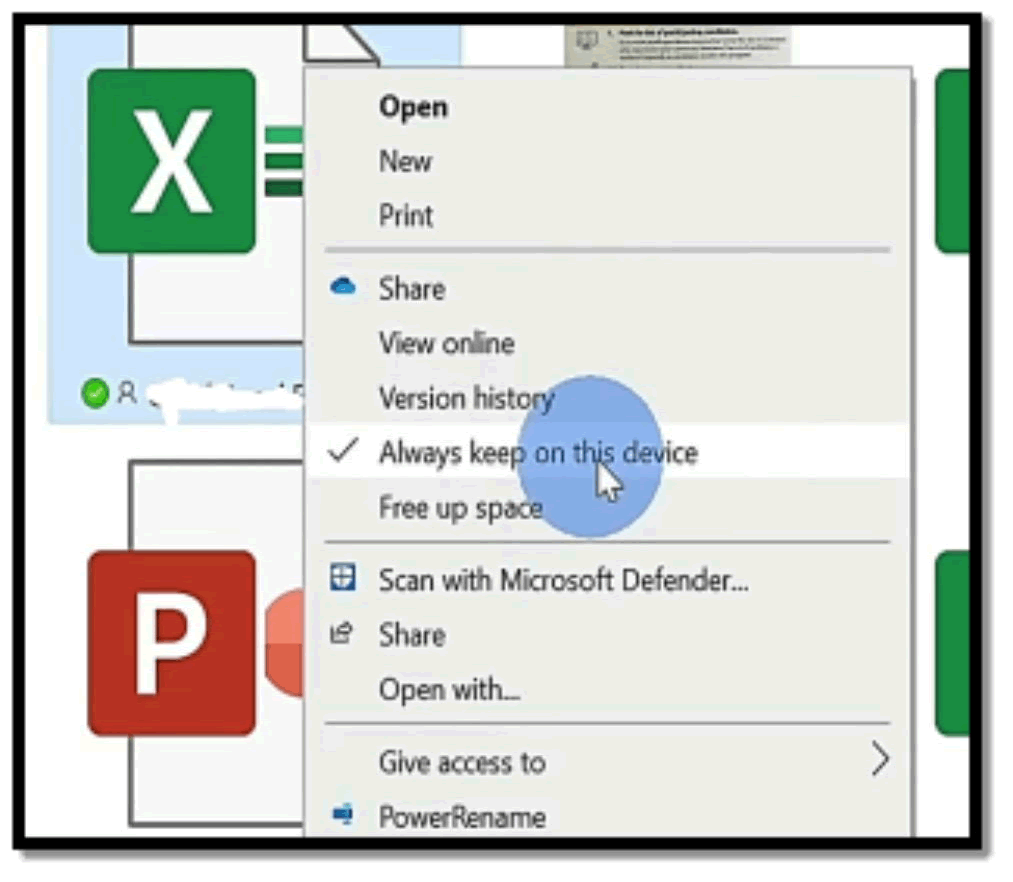 Open
X
New
Print
Share
View online
Version history
Always keep on this device
Free up space
Scan with Microsoft Defender...
P
Share
Open with...
Give access to
PowerRename